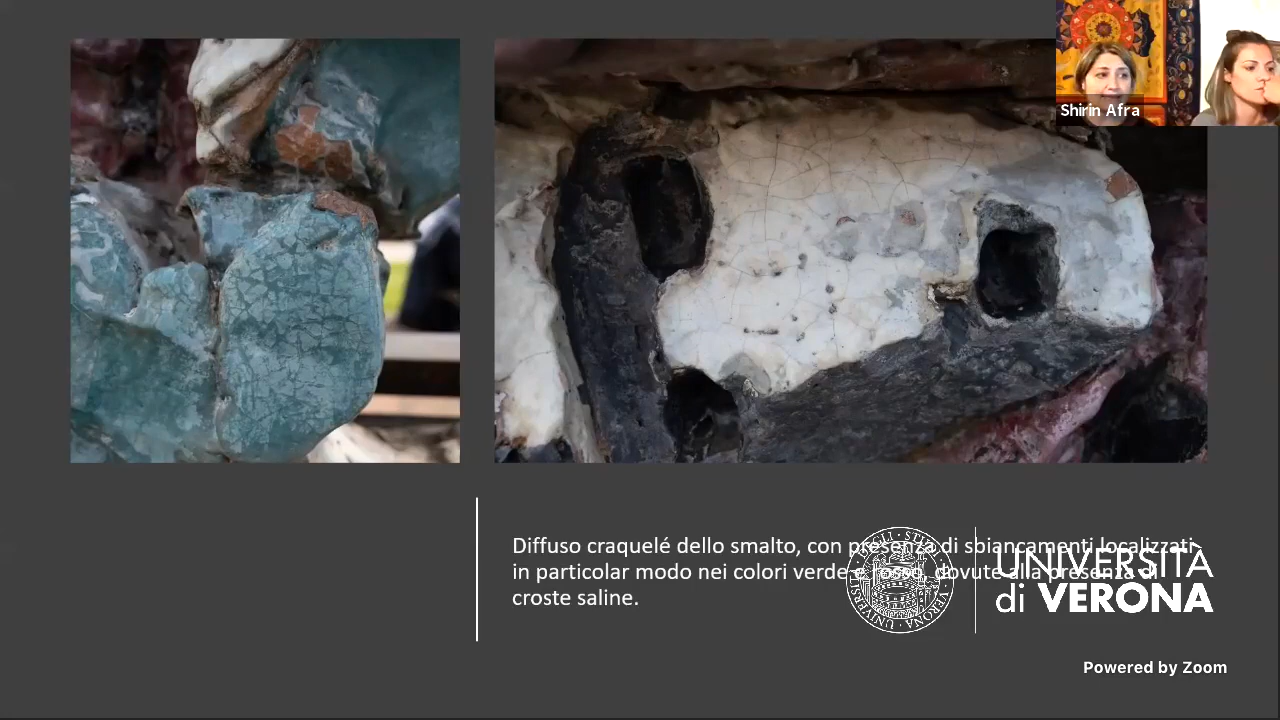 Shirin Afra
Diffuso craquelé dello smalto, con presenza di sbiancamenti localizzati
in particolar modo nei colori verde e rosso, dovute alla presenza di
croste saline.
UNIVERSITÀ
di VERONA
Powered by Zoom